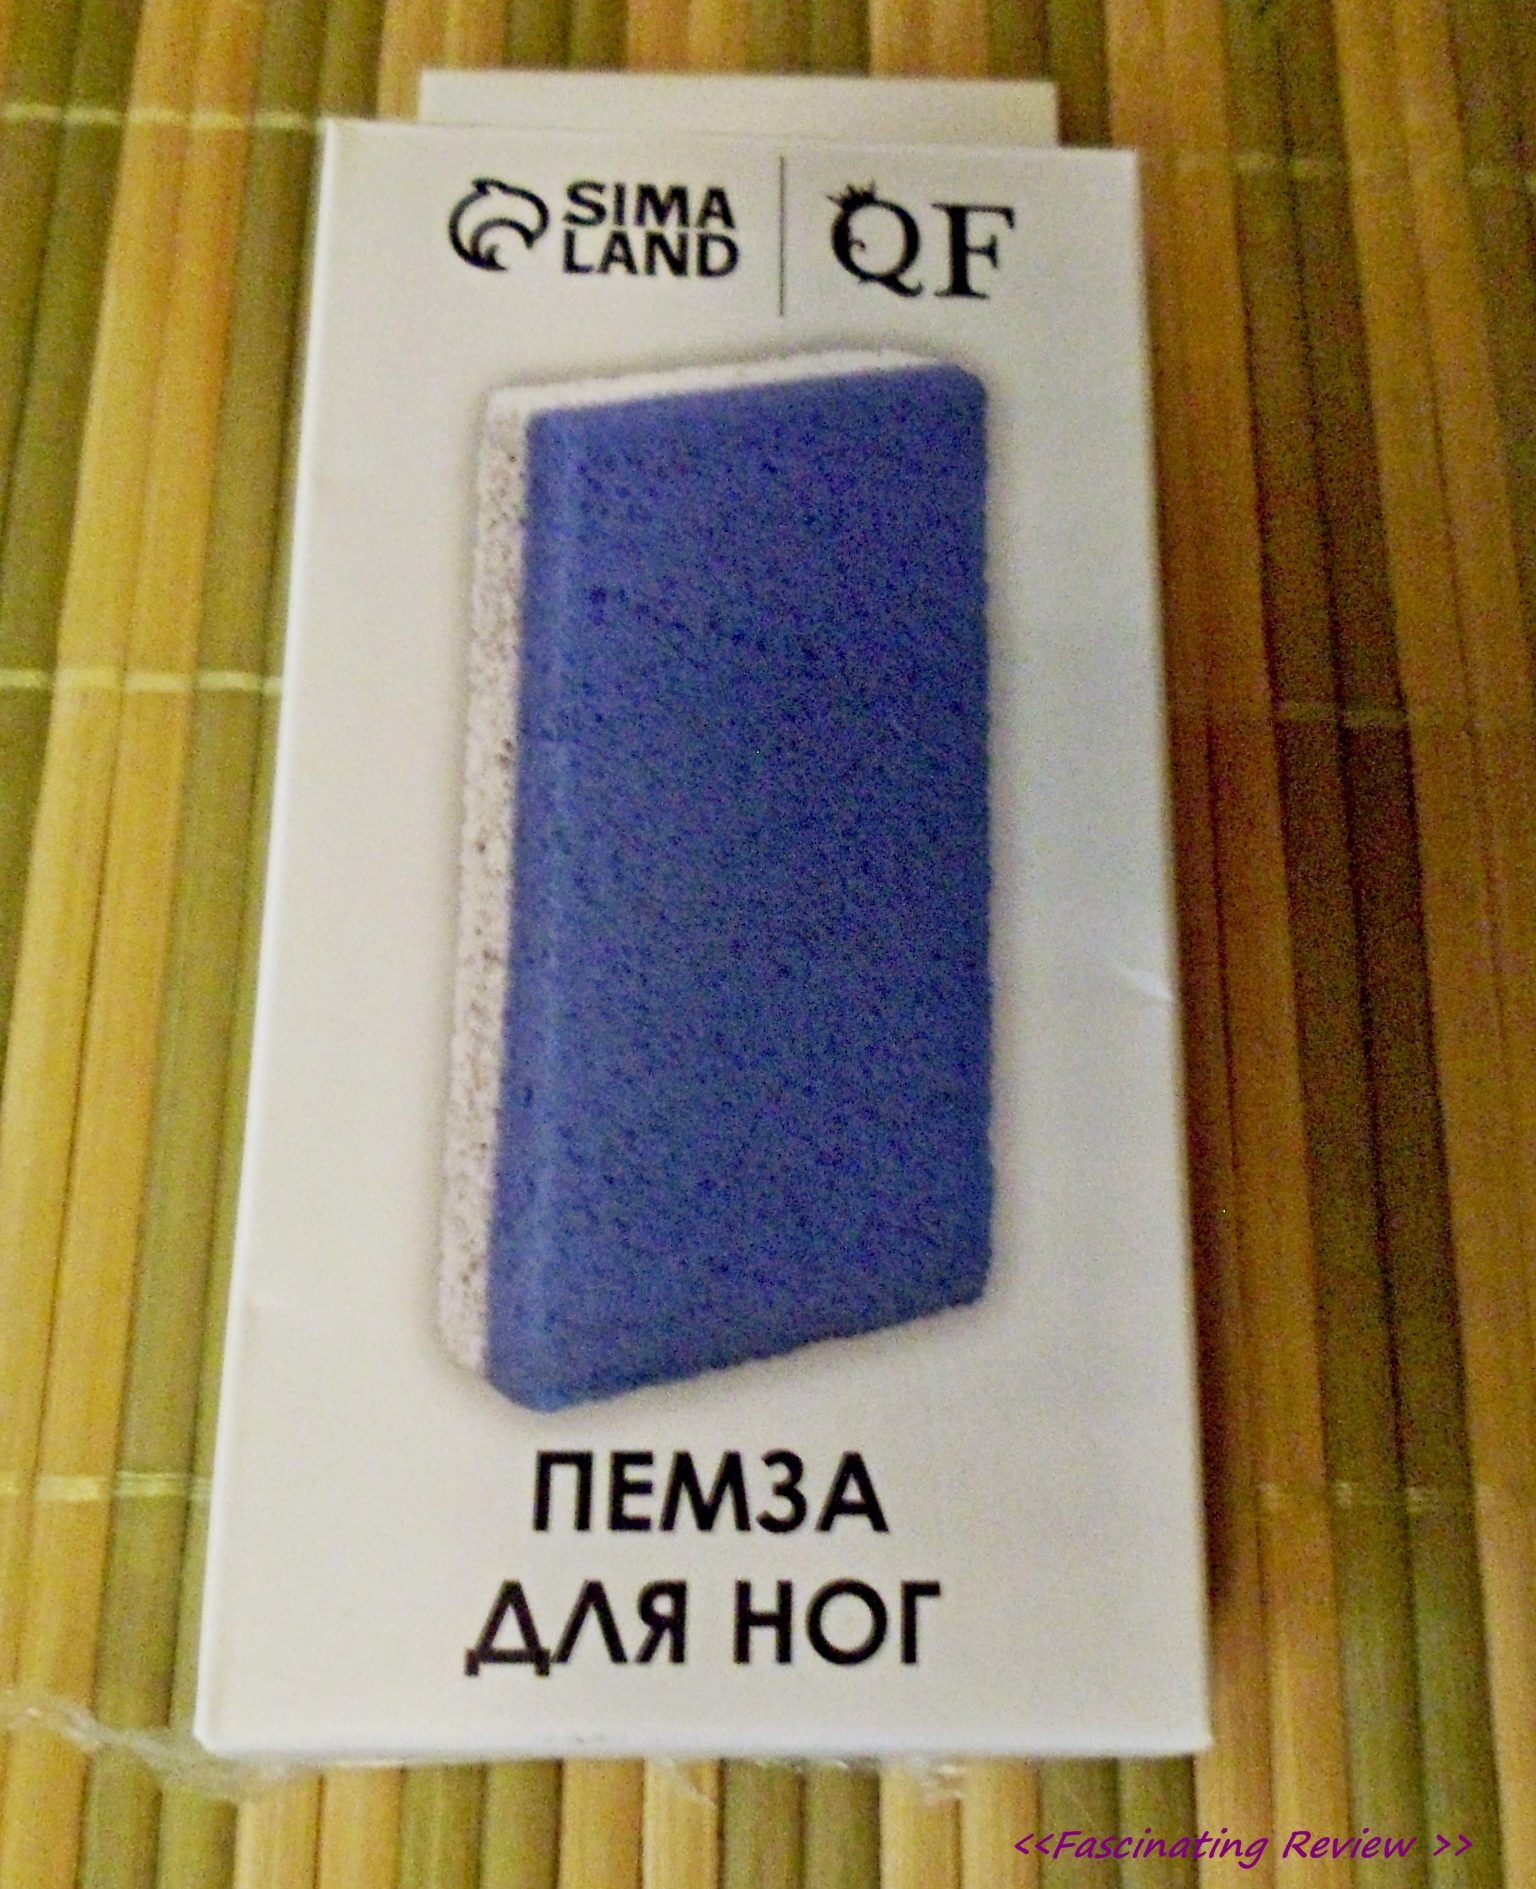 SIMA
LAND
QF
ПЕМЗА
ДЛЯ НОГ
<<Fascinating Review >>